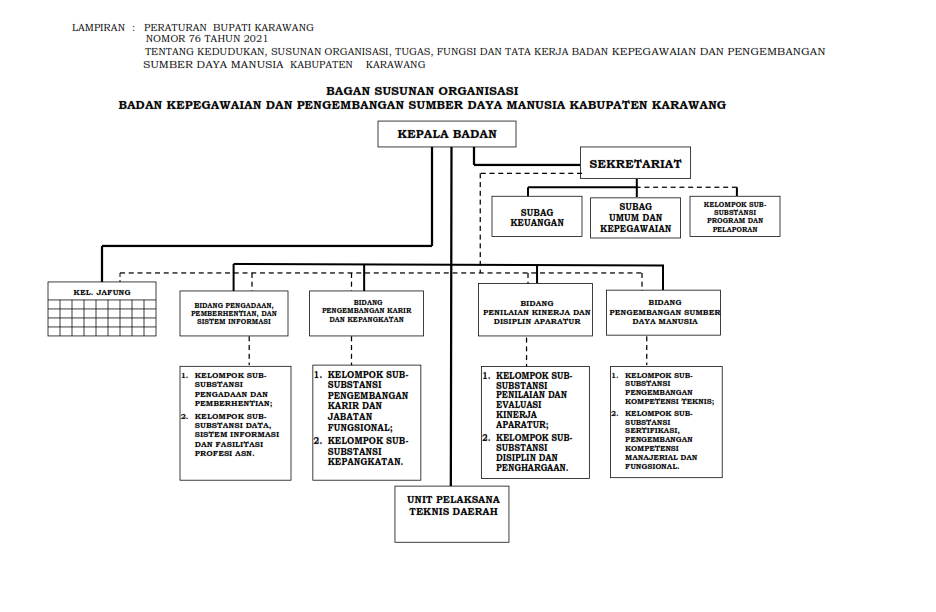 LAMPIRAN : PERATURAN BUPATI KARAWANG
NOMOR 76 TAHUN 2021
TENTANG KEDUDUKAN, SUSUNAN ORGANISASI, TUGAS, FUNGSI DAN TATA KERJA BADAN KEPEGAWAIAN DAN PENGEMBANGAN
SUMBER DAYA MANUSIA KABUPATEN KARAWANG
BAGAN SUSUNAN ORGANISASI
BADAN KEPEGAWAIAN DAN PENGEMBANGAN SUMBER DAYA MANUSIA KABUPATEN KARAWANG
KEPALA BADAN
SEKRETARIAT
SUBAG
KEUANGAN
SUBAG
UMUM DAN
KEPEGAWAIAN
KELOMPOK SUB-
SUBSTANSI
PROGRAM DAN
PELAPORAN
KEL. JAFUNG
BIDANG PENGADAAN,
PEMBERHENTIAN, DAN
SISTEM INFORMASI
BIDANG
PENGEMBANGAN KARIR
DAN KEPANGKATAN
BIDANG
PENILAIAN KINERJA DAN
DISIPLIN APARATUR
BIDANG
PENGEMBANGAN SUMBER
DAYA MANUSIA
1. KELOMPOK SUB-
SUBSTANSI
PENGADAAN DAN
PEMBERHENTIAN;
2. KELOMPOK SUB-
SUBSTANSI DATA,
SISTEM INFORMASI
DAN FASILITASI
PROFESI ASN.
1. KELOMPOK SUB-
SUBSTANSI
PENGEMBANGAN
KARIR DAN
JABATAN
FUNGSIONAL;
2. KELOMPOK SUB-
SUBSTANSI
KEPANGKATAN.
1. KELOMPOK SUB-
SUBSTANSI
PENILAIAN DAN
EVALUASI
KINERJA
APARATUR;
2. KELOMPOK SUB-
SUBSTANSI
DISIPLIN DAN
PENGHARGAAN.
1. KELOMPOK SUB-
SUBSTANSI
PENGEMBANGAN
KOMPETENSI TEKNIS;
2. KELOMPOK SUB-
SUBSTANSI
SERTIFIKASI,
PENGEMBANGAN
KOMPETENSI
MANAJERIAL DAN
FUNGSIONAL.
UNIT PELAKSANA
TEKNIS DAERAH